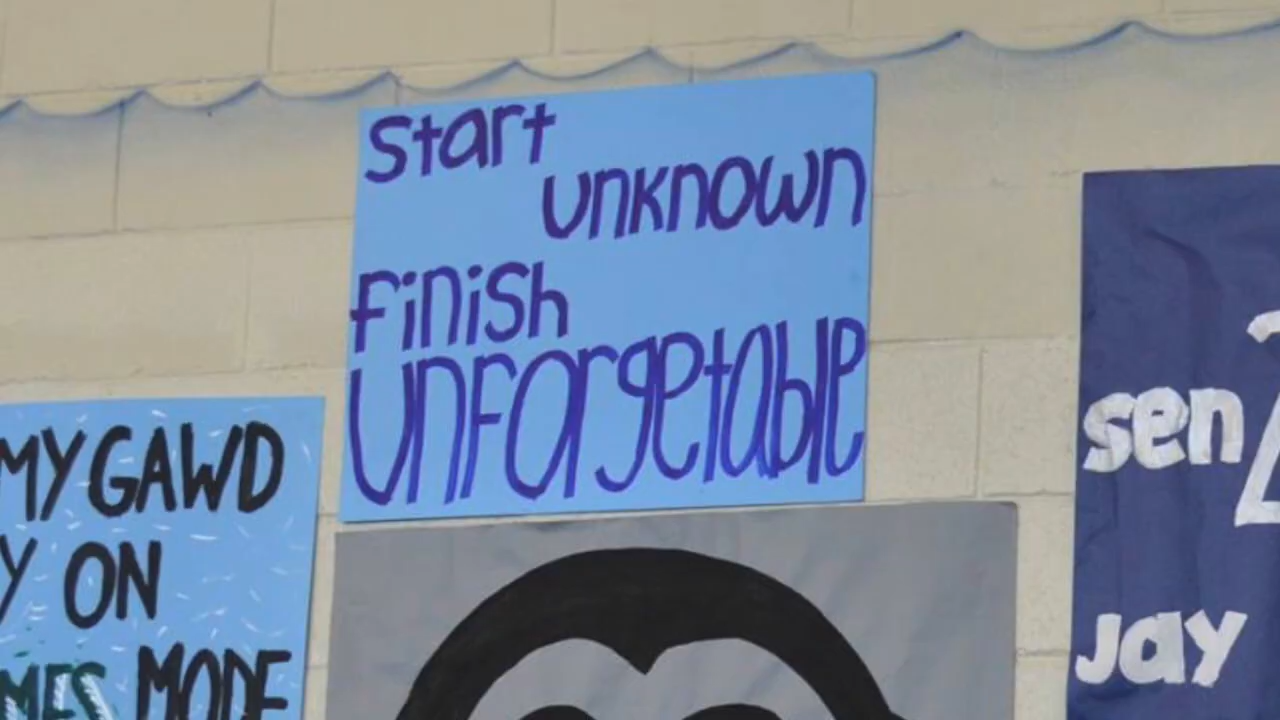 Start
unknown
Finish
unforgetable
MY GAWD
ON
MODE
sen
Jay